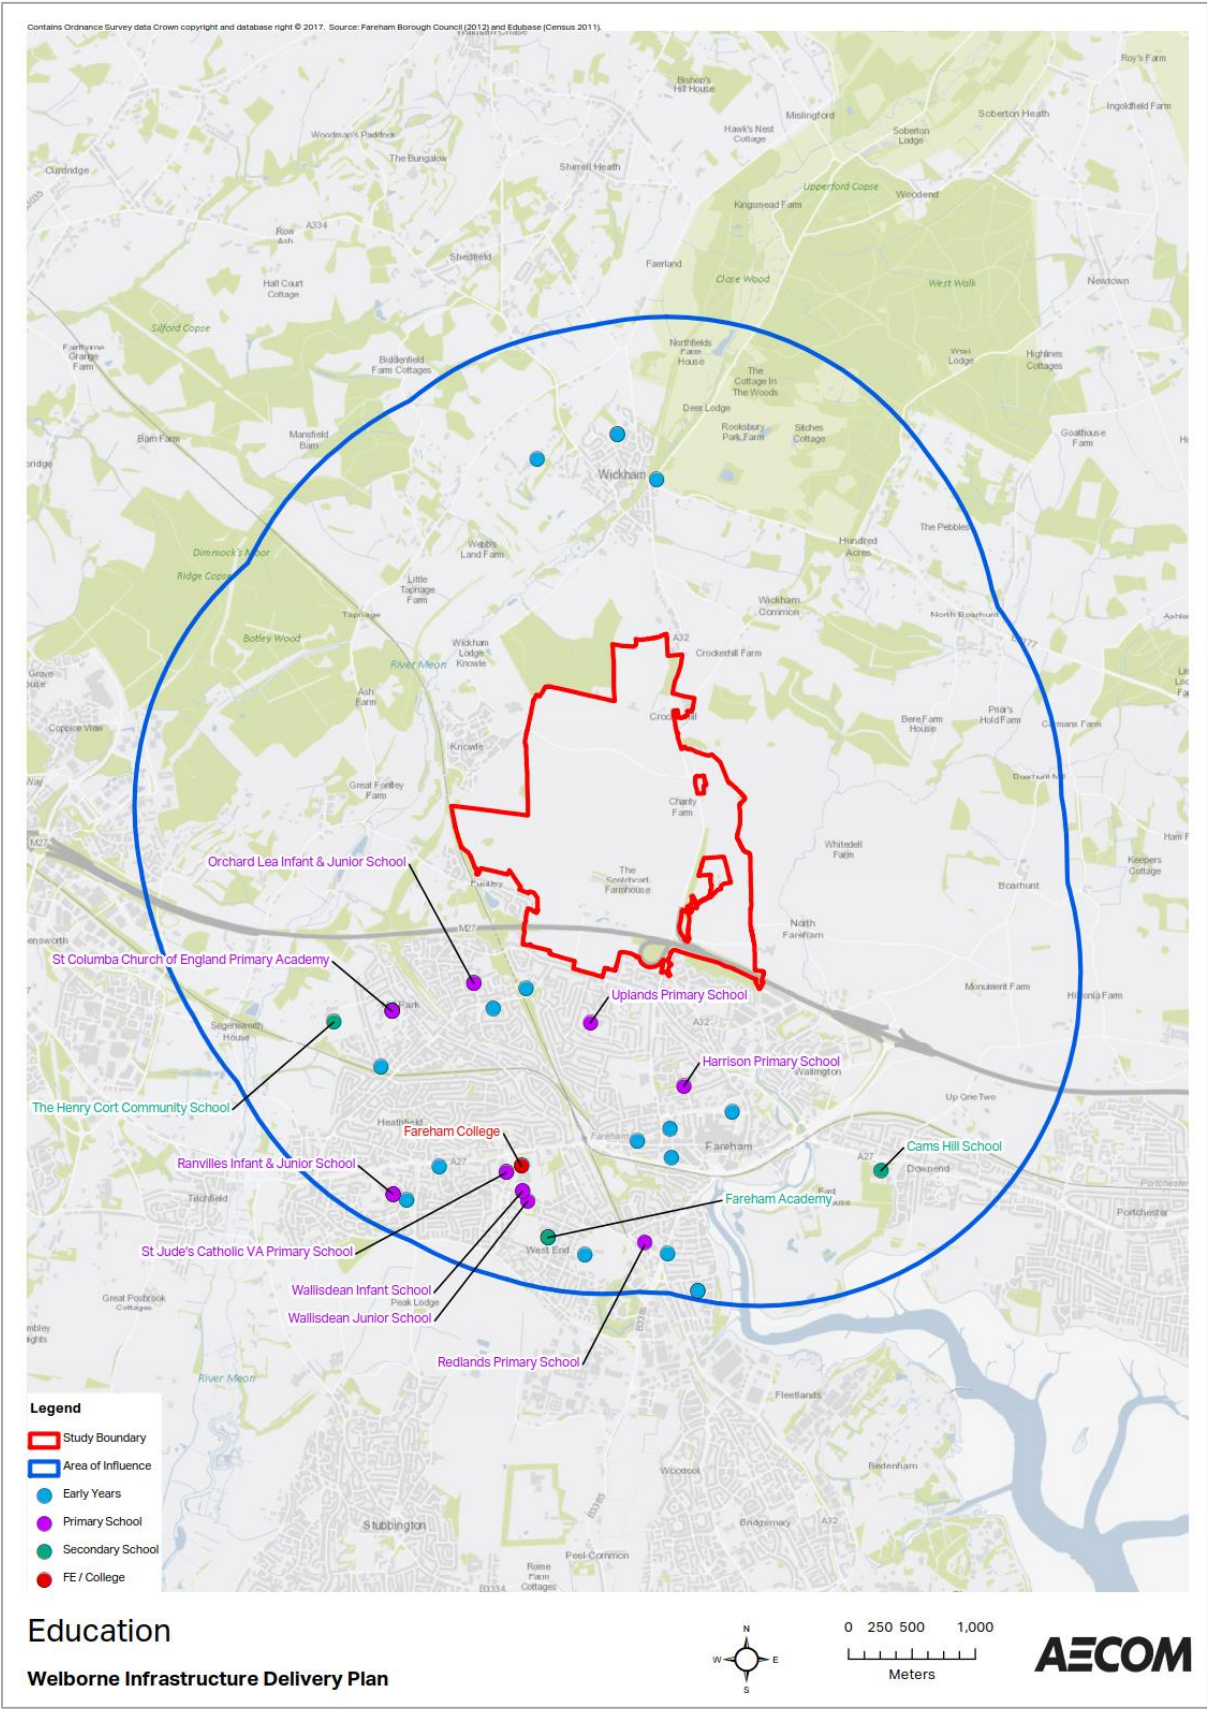 Contains Ordnance Survey data Crown copyright and database right © 2017. Source: Fareham Borough Council (2012) and Edubase (Census 2011).
Roy's Farm
Bishop's
Hill House
Mislingford
Soberton Heath
Ingoldfield Farm
Hawk's Nest
Cottage
Soberton
Lodge
Woodman's Paddock
The Bungalow
Shirrell Heath
Curdridge
Upperford Copse
Woodend
Kingsmead Farm
A334
Row
Ash
Shedfield
Faerland
Close Wood
West Walk
Newtown
Hall Court
Cottage
Silford Copse
Fairthorne
Grange
Farm
Biddenfield
Farm Cottages
Northfields
Farm
House
West
Lodge
Highlines
Cottages
The
Cottage In
The Woods
Deer Lodge
Rooksbury
Park Farm
Sitches
Cottage
Goathouse
Farm
Barn Farm
Mansfield
Barn
Wickham
The Pebbles
Hundred
Acres
Webb's
Land Farm
Dimmock's Moor
Ridge Copse
Little
Tapnage
Farm
Tapnage
Wickham
Common
North Boarhunt
Botley Wood
River Meon
Wickham
Lodge
Knowle
A32
Crockerhill Farm
Ash
Farm
Coppice View
Prior's
Hold Farm
Bere Farm
House
Knowle
Great Fontley
Farm
Charity
Farm
M27
Whitedell
Farm
Keepers
Cottage
Orchard Lea Infant & Junior School
The
Farmhouse
Boarhunt
North
Fareham
M27
St Columba Church of England Primary Academy
Uplands Primary School
Monument Farm
Segensworth
House
A32
Harrison Primary School
Wallington
The Henry Cort Community School
Up One Two
Heathfield
Fareham College
Fareham
Fareham
Cams Hill School
Ranvilles Infant & Junior School
A27
A27
Downend
Portchester
Titchfield
Fareham Academy
Portchester
St Jude's Catholic VA Primary School
West End
Wallisdean Infant School
Peak Lodge
Great Posbrook
Cottages
Wallisdean Junior School
Redlands Primary School
River Meon
Fleetlands
Legend
Study Boundary
Area of Influence
Early Years
Primary School
Secondary School
FE / College
Woodcot
Bedenham
B3385
Stubbington
Bridgemary
A32
Peel Common
Rome
Farm
Cottages
B3334
Education
Welborne Infrastructure Delivery Plan
N
W
E
S
0 250 500 1,000
Meters
AECOM